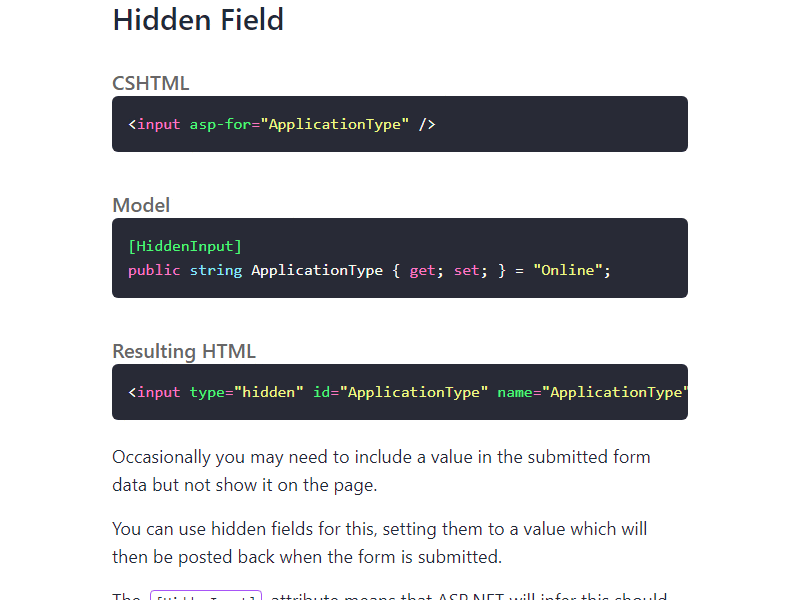 Hidden Field
CSHTML
<input asp-for="ApplicationType" />
Model
[HiddenInput]
public string ApplicationType { get; set; } = "Online";
Resulting HTML
<input type="hidden" id="ApplicationType" name="ApplicationType"
Occasionally you may need to include a value in the submitted form
data but not show it on the page.
You can use hidden fields for this, setting them to a value which will
then be posted back when the form is submitted.
The [HiddenInput] attribute means that ASP.NET will infer this should